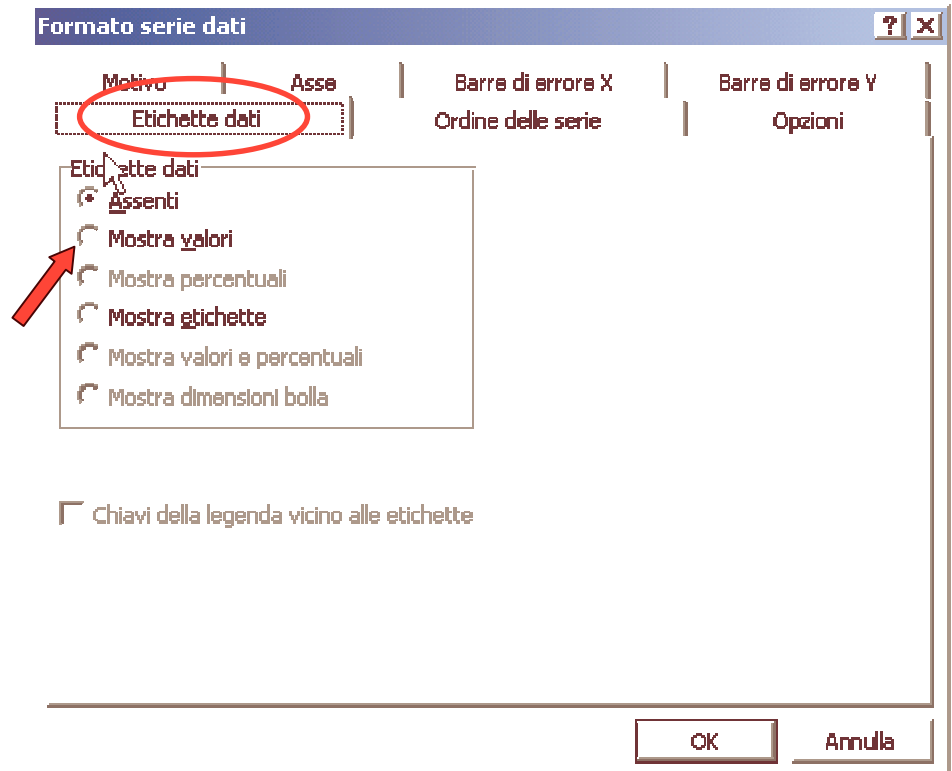 Formato serie dati
Motivo Asse Barre di errore X Barre di errore Y
Etichette dati Ordine delle serie Opzioni
Etichette dati
Assenti
Mostra valori
Mostra percentuali
Mostra etichette
Mostra valori e percentuali
Mostra dimensioni bolla
Chiavi della legenda vicino alle etichette
OK Annulla